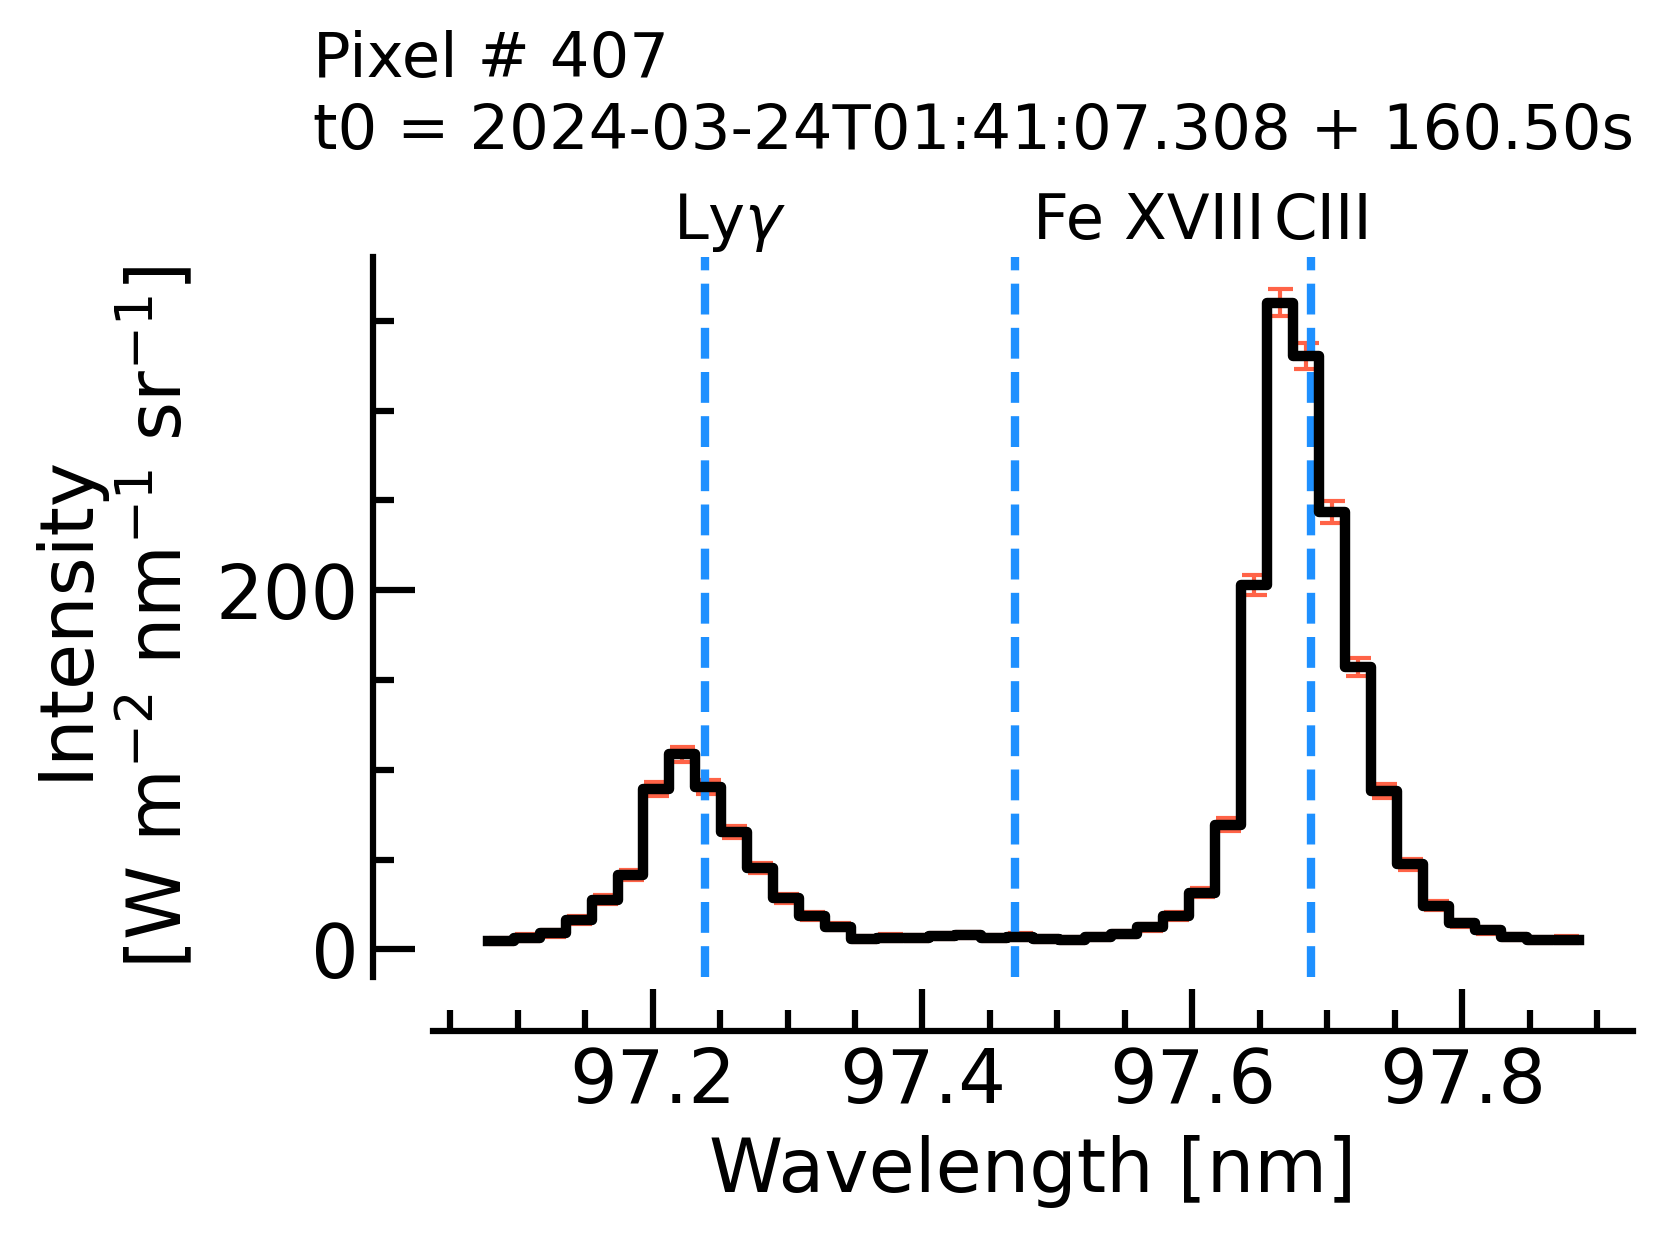 Pixel # 407
t0 = 2024-03-24T01:41:07.308 + 160.50s
Lyγ Fe XVIII CIII
Intensity
[W m⁻² nm⁻¹ sr⁻¹]
200
0
97.2 97.4 97.6 97.8
Wavelength [nm]